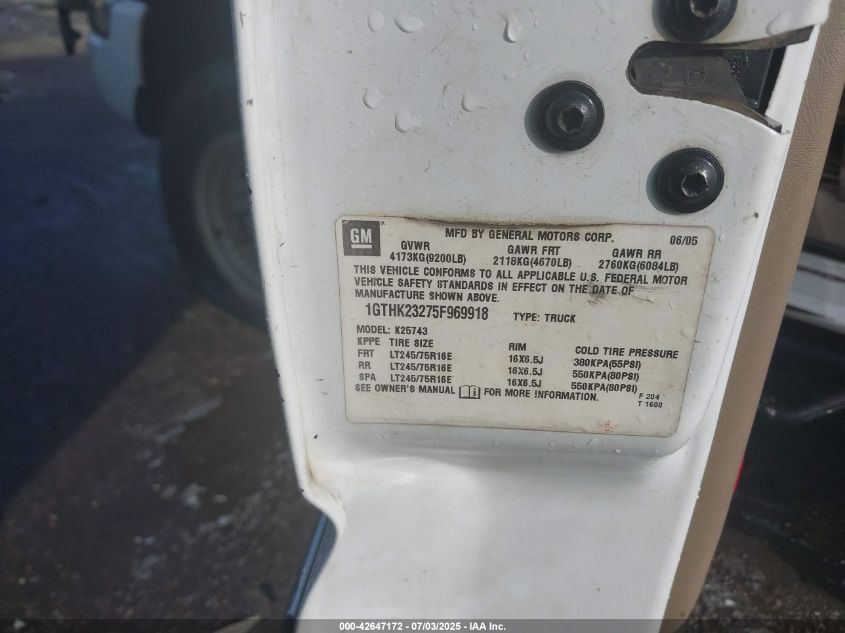 GM
MFD BY GENERAL MOTORS CORP. 06/05
GVWR GAWR FRT GAWR RR
4173KG(9200LB) 2118KG(4670LB) 2760KG(6084LB)
THIS VEHICLE CONFORMS TO ALL APPLICABLE U.S. FEDERAL MOTOR
VEHICLE SAFETY STANDARDS IN EFFECT ON THE DATE OF
MANUFACTURE SHOWN ABOVE.
1GTHK23275F969918 TYPE: TRUCK
MODEL: K25743
KPPE TIRE SIZE RIM COLD TIRE PRESSURE
FRT LT245/75R16E 16X6.5J 380KPA(55PSI)
RR LT245/75R16E 16X6.5J 550KPA(80PSI)
SPA LT245/75R16E 16X6.5J 550KPA(80PSI)
SEE OWNER'S MANUAL FOR MORE INFORMATION.
F 204
T 1600
000-42647172 - 07/03/2025 - IAA Inc.